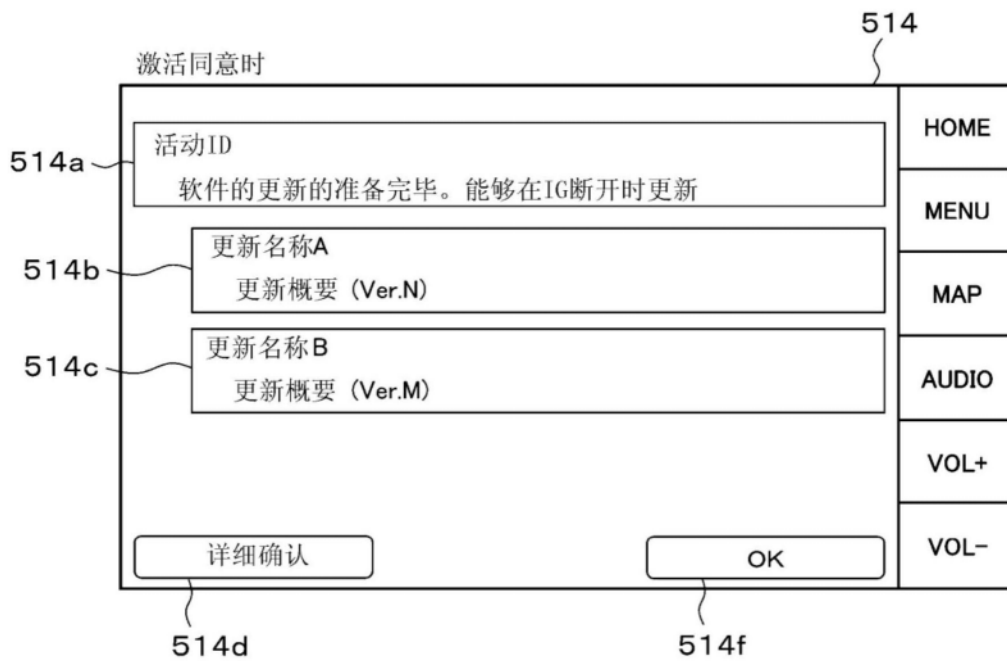 514
激活同意时
514a
活动ID
软件的更新的准备完毕。能够在IG断开时更新
514b
更新名称A
更新概要 (Ver.N)
514c
更新名称B
更新概要 (Ver.M)
详细确认
OK
514d
514f
HOME
MENU
MAP
AUDIO
VOL+
VOL−